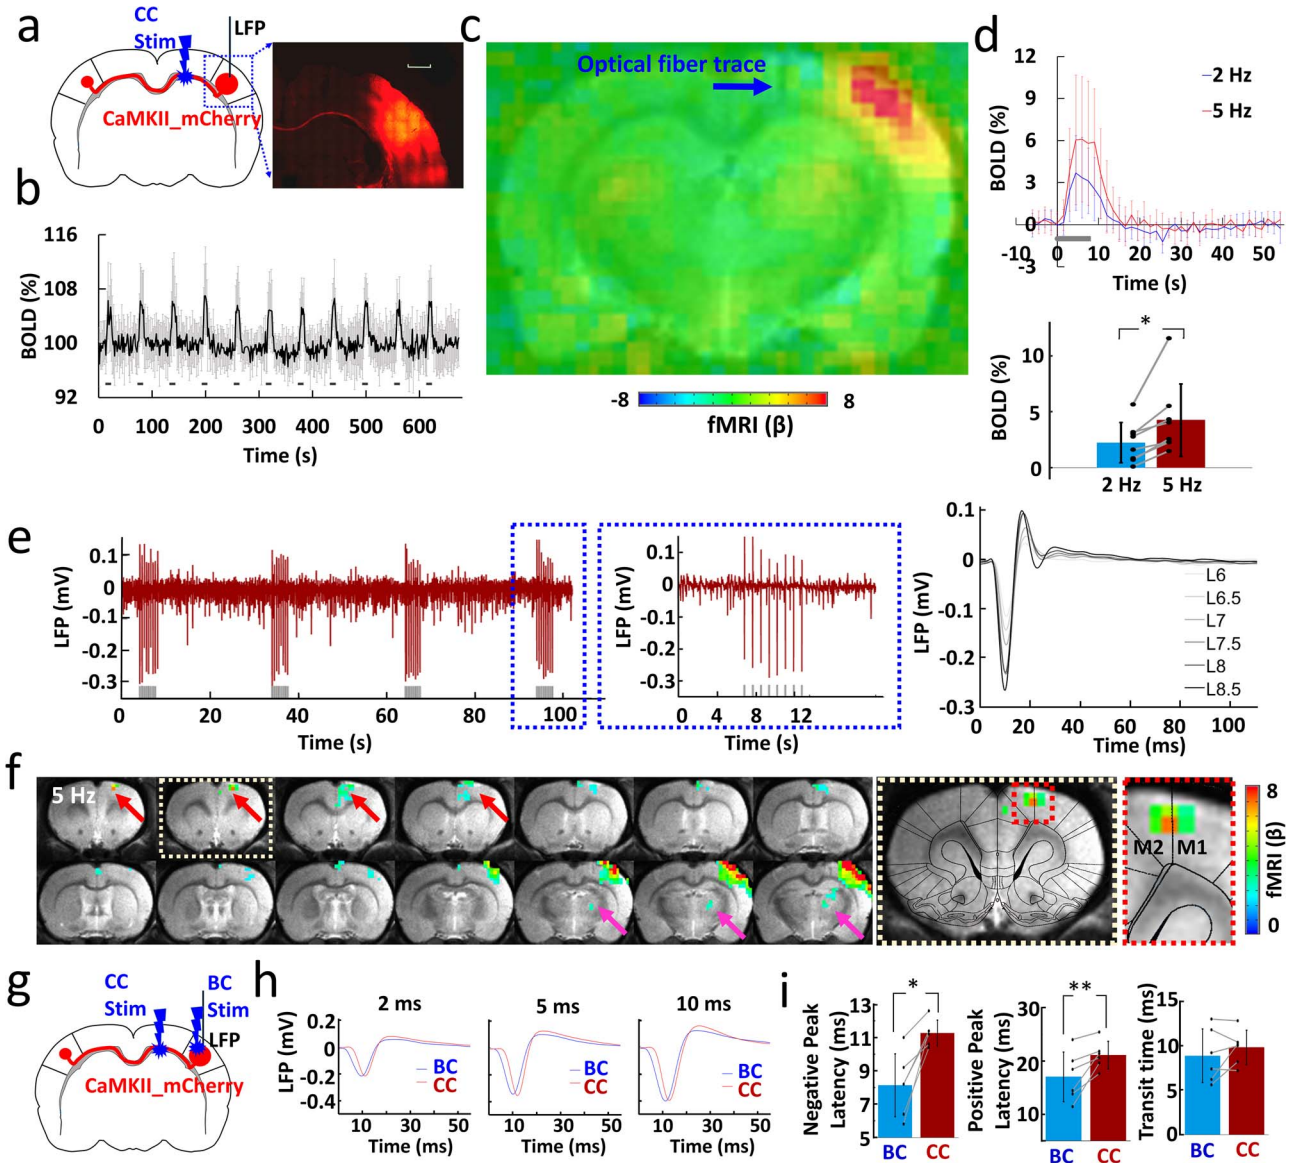 a
CC
Stim
LFP
CaMKII_mCherry
b
BOLD (%)
116
108
100
92
0 100 200 300 400 500 600
Time (s)
c
Optical fiber trace
-8 8
fMRI (β)
d
BOLD (%)
12
9
6
3
0
-3
2 Hz
5 Hz
-10 0 10 20 30 40 50
Time (s)
*
BOLD (%)
10
5
0
2 Hz 5 Hz
e
LFP (mV)
0.1
0
-0.1
-0.2
-0.3
0 20 40 60 80 100
Time (s)
LFP (mV)
0.1
0
-0.1
-0.2
-0.3
0 4 8 12
Time (s)
LFP (mV)
0.1
0
-0.1
-0.2
-0.3
L6
L6.5
L7
L7.5
L8
L8.5
0 20 40 60 80 100
Time (ms)
f
5 Hz
M2 M1
8
0
fMRI (β)
g
CC
Stim
BC
Stim
LFP
CaMKII_mCherry
h
2 ms 5 ms 10 ms
LFP (mV)
0.2
0
-0.2
-0.4
BC
CC
BC
CC
BC
CC
10 30 50 10 30 50 10 30 50
Time (ms) Time (ms) Time (ms)
i
Negative Peak
Latency (ms)
13
11
9
7
5
*
BC CC
Positive Peak
Latency (ms)
30
20
10
**
BC CC
Transit time (ms)
15
10
5
0
BC CC